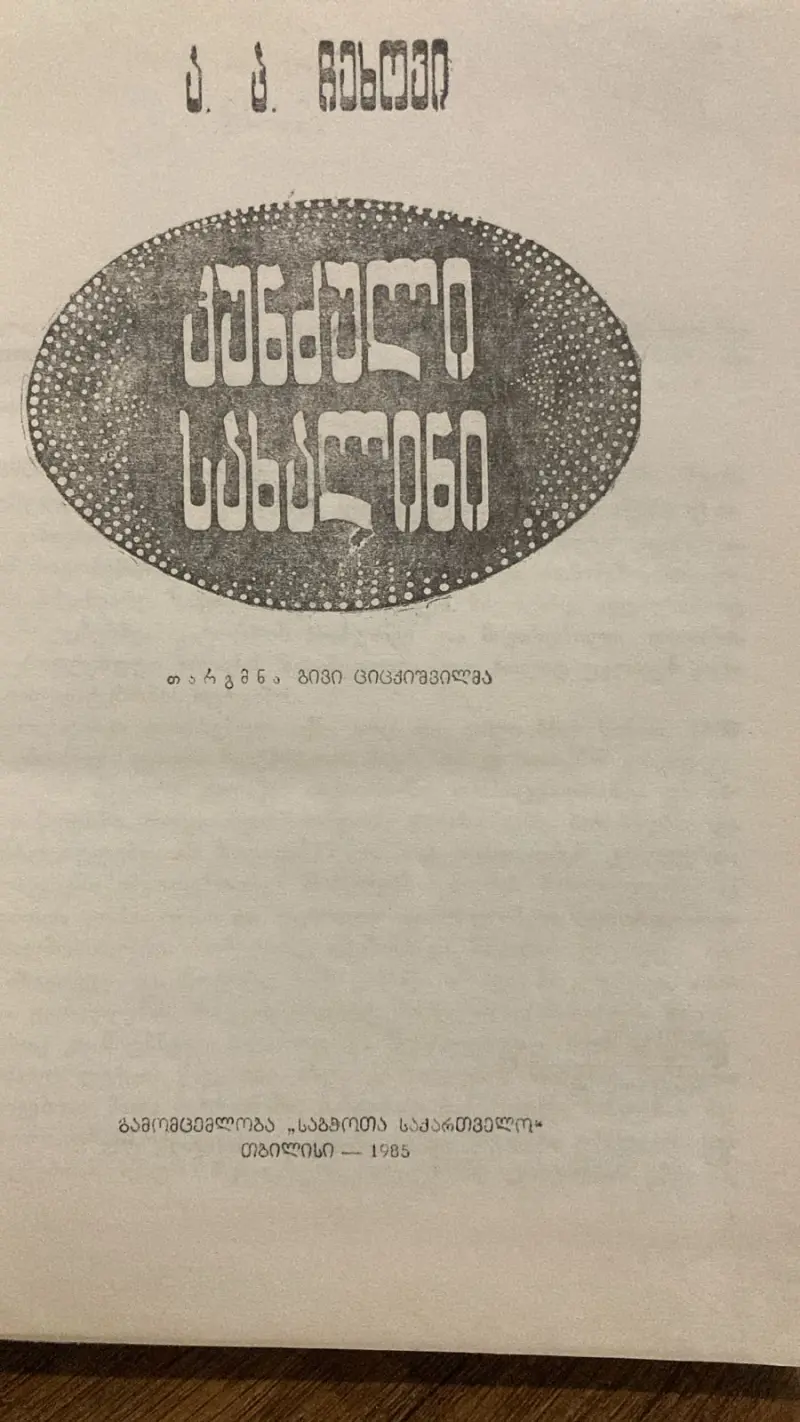 ა. პ. ჩეხოვი
კუნძული
სახალინი
თარგმნა გივი ციცქიშვილმა
გამომცემლობა „საბჭოთა საქართველო“
თბილისი — 1985